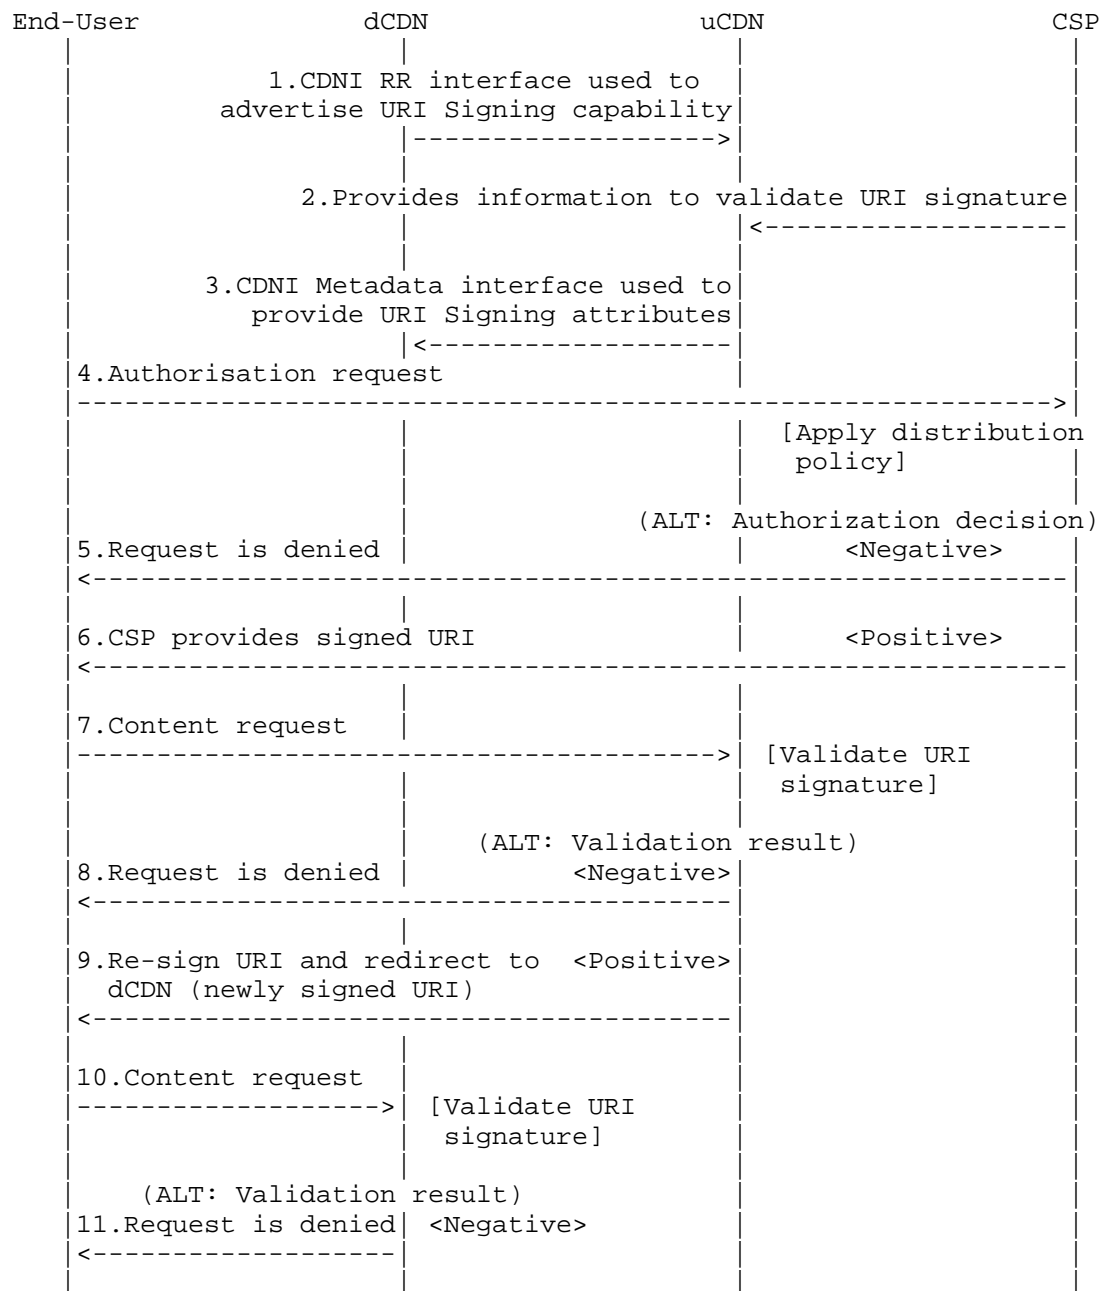 End-User dCDN uCDN CSP
1.CDNI RR interface used to
advertise URI Signing capability
------------------->
2.Provides information to validate URI signature
<-------------------
3.CDNI Metadata interface used to
provide URI Signing attributes
<-------------------
4.Authorisation request
------------------------------------------------------------->
[Apply distribution
policy]
(ALT: Authorization decision)
5.Request is denied <Negative>
<-------------------------------------------------------------
6.CSP provides signed URI <Positive>
<-------------------------------------------------------------
7.Content request
----------------------------------------> [Validate URI
signature]
(ALT: Validation result)
8.Request is denied <Negative>
<----------------------------------------
9.Re-sign URI and redirect to <Positive>
dCDN (newly signed URI)
<----------------------------------------
10.Content request
-------------------> [Validate URI
signature]
(ALT: Validation result)
11.Request is denied <Negative>
<-------------------